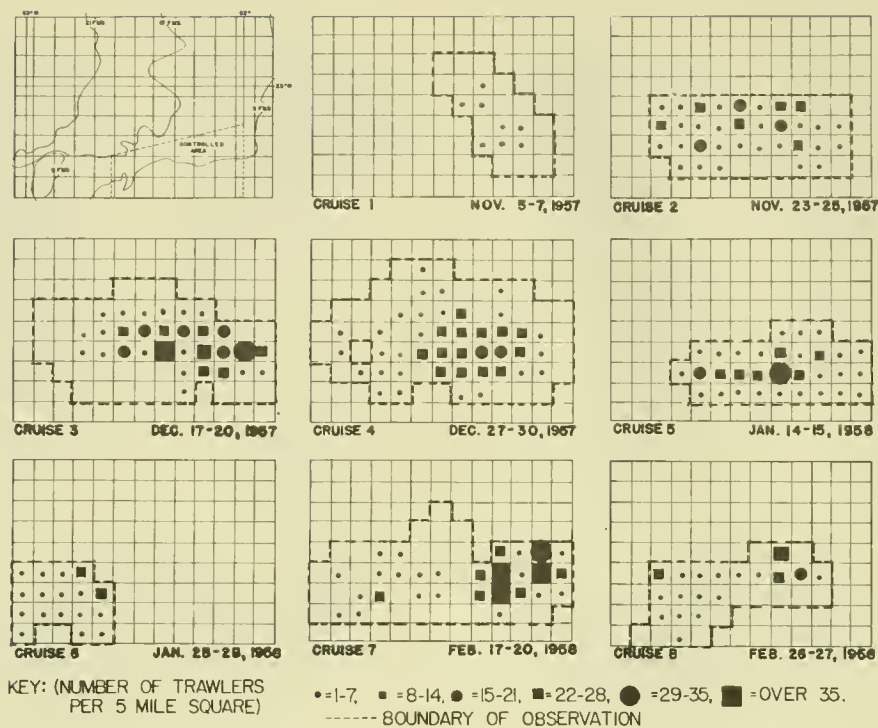 CONTROLLED
AREA
CRUISE 1 NOV. 5-7, 1957
CRUISE 2 NOV. 23-25, 1957
CRUISE 3 DEC. 17-20, 1957
CRUISE 4 DEC. 27-30, 1957
CRUISE 5 JAN. 14-15, 1958
CRUISE 6 JAN. 28-29, 1958
CRUISE 7 FEB. 17-20, 1958
CRUISE 8 FEB. 26-27, 1958
KEY: (NUMBER OF TRAWLERS
PER 5 MILE SQUARE)
=1-7, =8-14, =15-21, =22-28, =29-35, =OVER 35.
----- BOUNDARY OF OBSERVATION